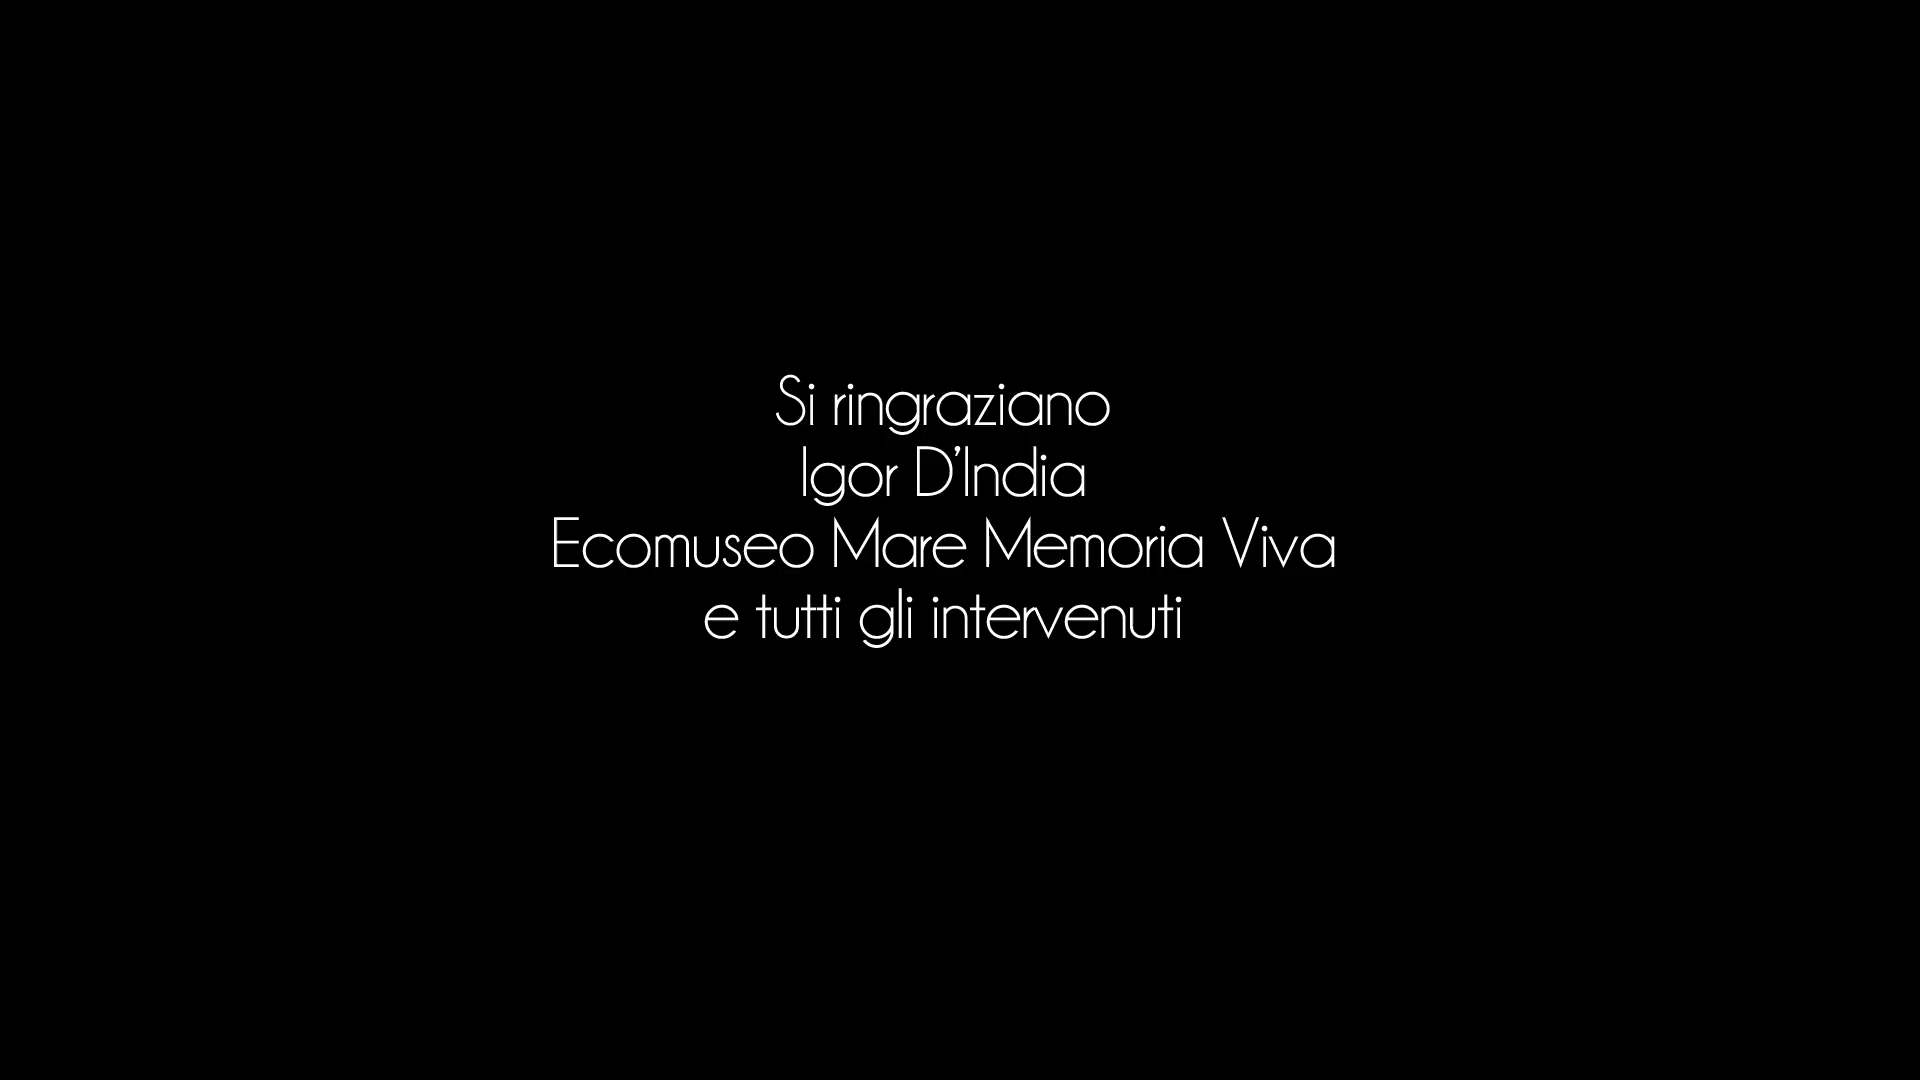 Si ringraziano
Igor D'India
Ecomuseo Mare Memoria Viva
e tutti gli intervenuti